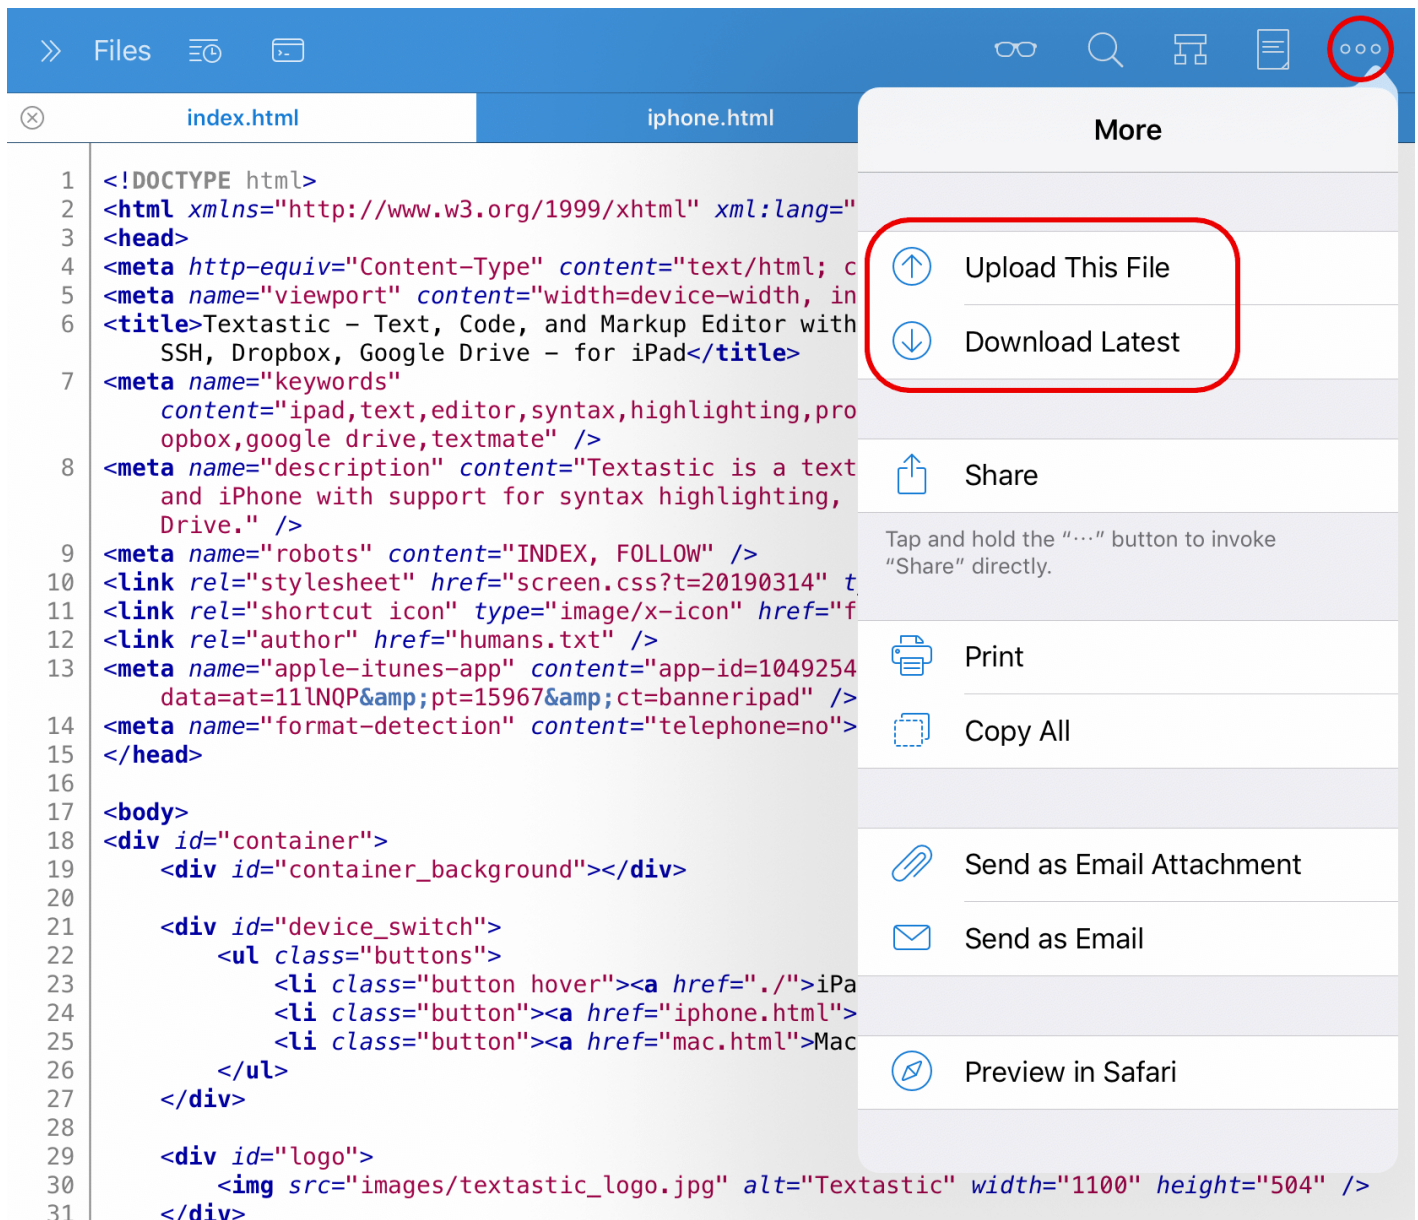 Files
index.html
iphone.html
More
1 <!DOCTYPE html>
2 <html xmlns="http://www.w3.org/1999/xhtml" xml:lang="
3 <head>
4 <meta http-equiv="Content-Type" content="text/html; c
5 <meta name="viewport" content="width=device-width, in
6 <title>Textastic – Text, Code, and Markup Editor with
SSH, Dropbox, Google Drive – for iPad</title>
7 <meta name="keywords"
content="ipad,text,editor,syntax,highlighting,pro
opbox,google drive,textmate" />
8 <meta name="description" content="Textastic is a text
and iPhone with support for syntax highlighting,
Drive." />
9 <meta name="robots" content="INDEX, FOLLOW" />
10 <link rel="stylesheet" href="screen.css?t=20190314" t
11 <link rel="shortcut icon" type="image/x-icon" href="f
12 <link rel="author" href="humans.txt" />
13 <meta name="apple-itunes-app" content="app-id=1049254
data=at=11lNQP&amp;pt=15967&amp;ct=banneripad" />
14 <meta name="format-detection" content="telephone=no">
15 </head>
16
17 <body>
18 <div id="container">
19 <div id="container_background"></div>
20
21 <div id="device_switch">
22 <ul class="buttons">
23 <li class="button hover"><a href="./">iPa
24 <li class="button"><a href="iphone.html">
25 <li class="button"><a href="mac.html">Mac
26 </ul>
27 </div>
28
29 <div id="logo">
30 <img src="images/textastic_logo.jpg" alt="Textastic" width="1100" height="504" />
31 </div>
Upload This File
Download Latest
Share
Tap and hold the “···” button to invoke
“Share” directly.
Print
Copy All
Send as Email Attachment
Send as Email
Preview in Safari